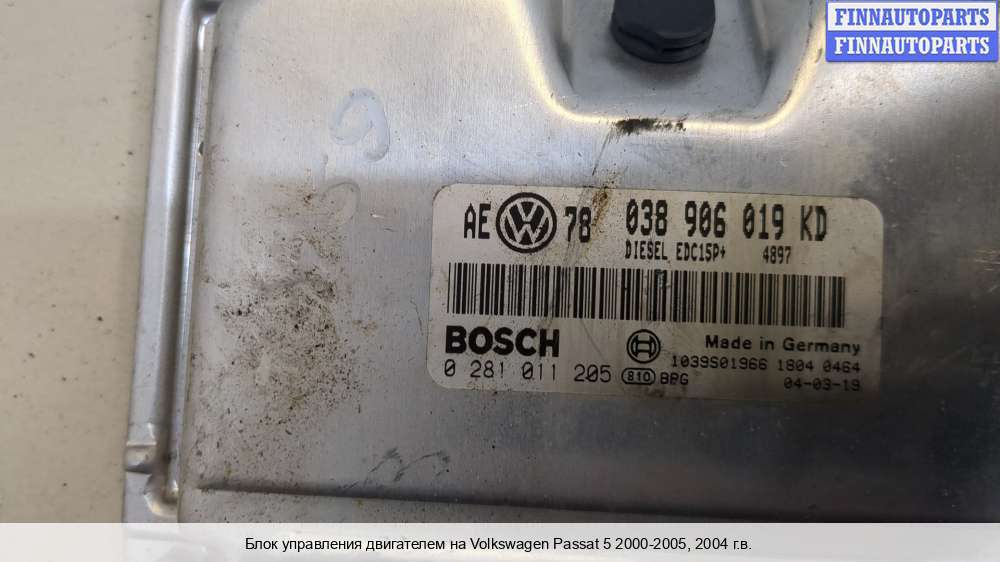 FINNAUTOPARTS
FINNAUTOPARTS
AE VW 78 038 906 019 KD
DIESEL EDC15P+ 4897
BOSCH
Made in Germany
0 281 011 205 810 BPG
1039S01966 1804 0464
04-03-19
Блок управления двигателем на Volkswagen Passat 5 2000-2005, 2004 г.в.